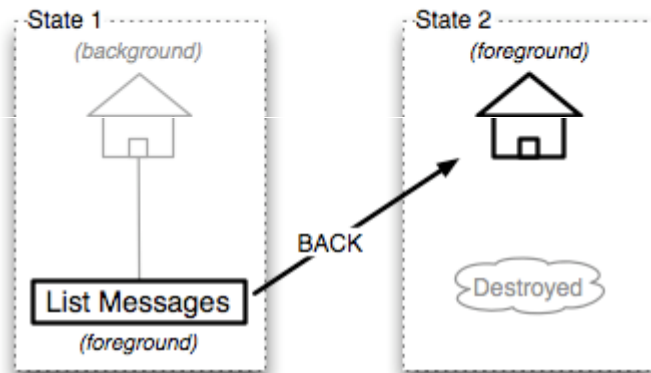 State 1
(background)
List Messages
(foreground)
BACK
State 2
(foreground)
Destroyed